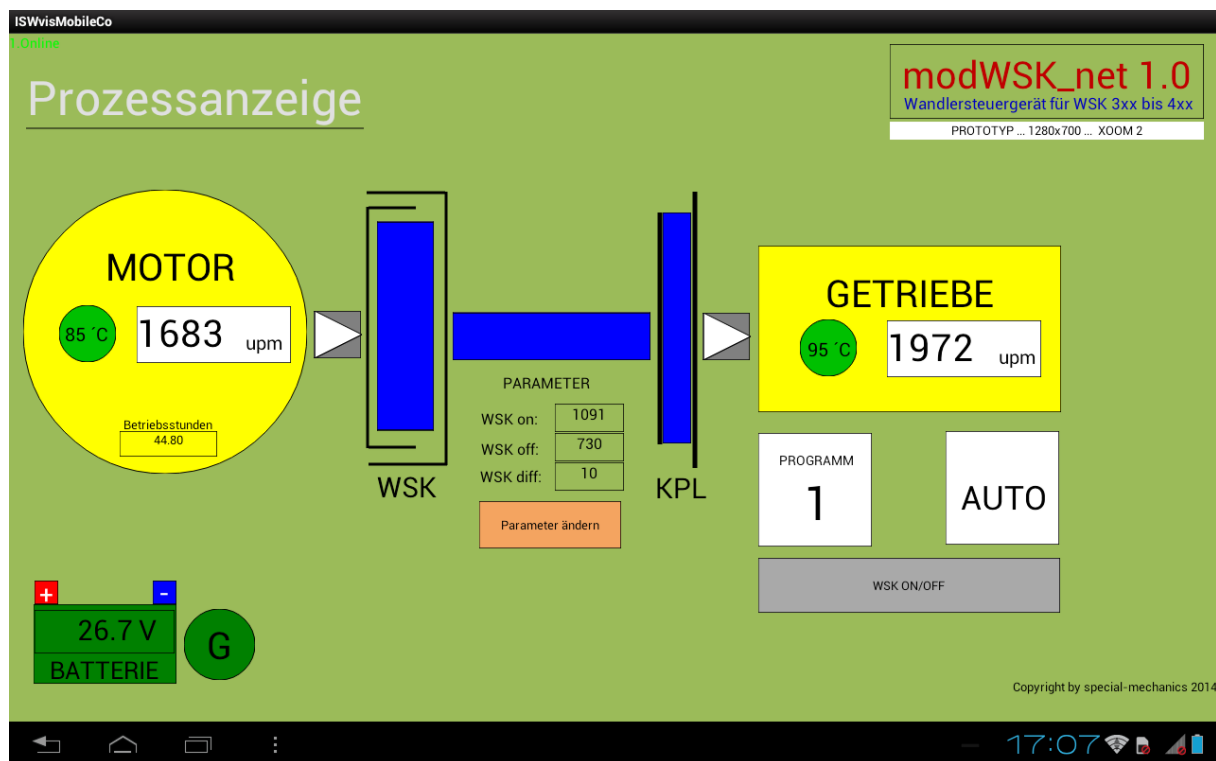 ISWvisMobileCo
1.Online
Prozessanzeige
modWSK_net 1.0
Wandlersteuergerät für WSK 3xx bis 4xx
PROTOTYP ... 1280x700 ... XOOM 2
MOTOR
85 ´C
1683 upm
Betriebsstunden
44.80
WSK
PARAMETER
WSK on: 1091
WSK off: 730
WSK diff: 10
Parameter ändern
KPL
GETRIEBE
95 ´C
1972 upm
PROGRAMM
1
AUTO
WSK ON/OFF
+ -
26.7 V
BATTERIE
G
Copyright by special-mechanics 2014
17:07